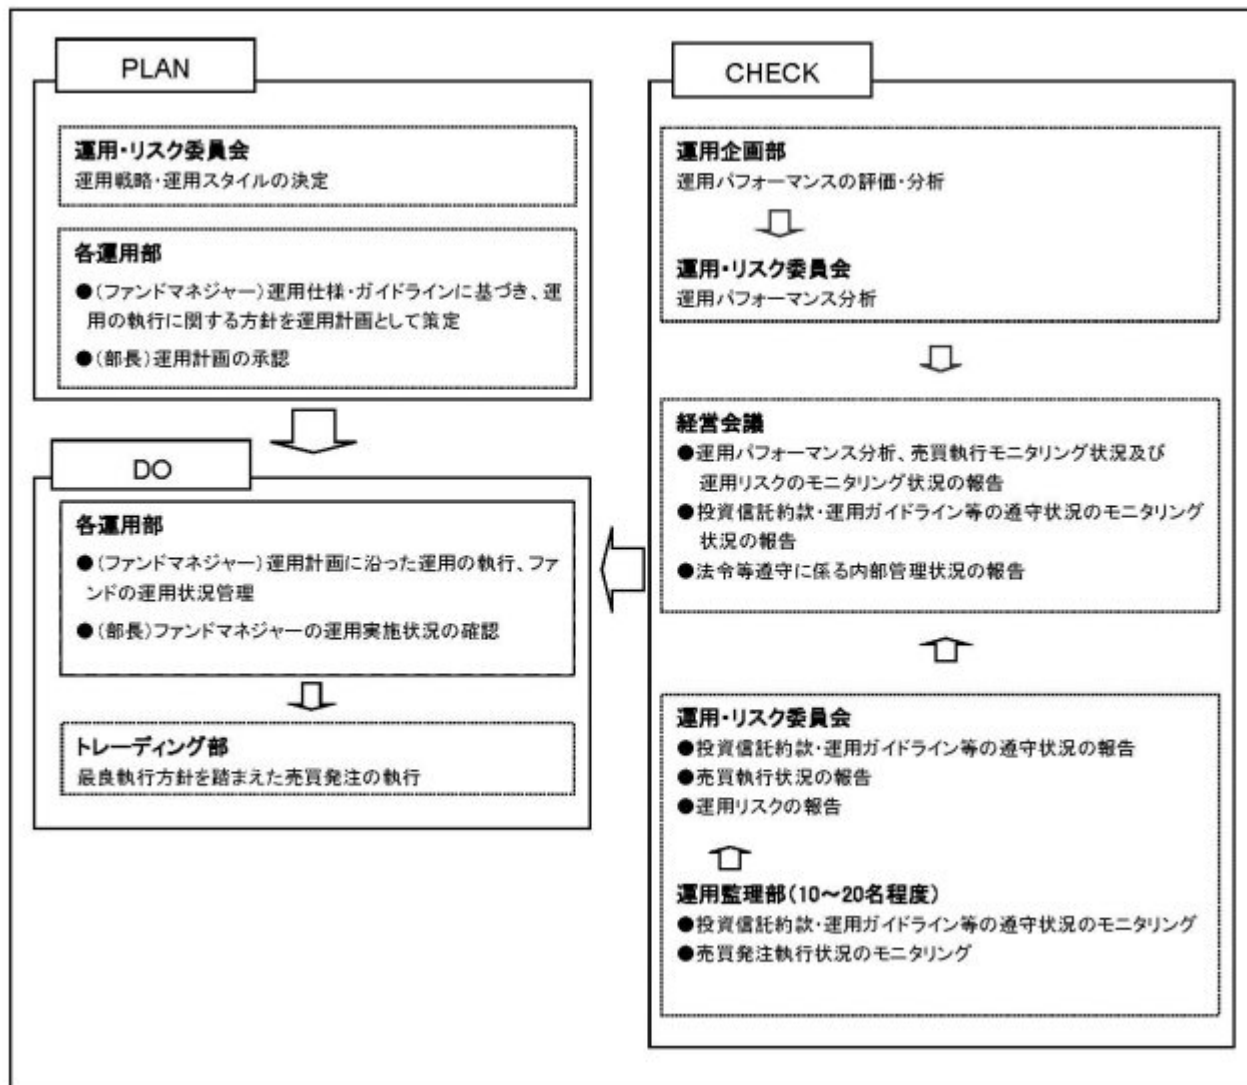 PLAN
運用・リスク委員会
運用戦略・運用スタイルの決定
各運用部
●(ファンドマネジャー)運用仕様・ガイドラインに基づき、運
用の執行に関する方針を運用計画として策定
●(部長)運用計画の承認
DO
各運用部
●(ファンドマネジャー)運用計画に沿った運用の執行、ファ
ンドの運用状況管理
●(部長)ファンドマネジャーの運用実施状況の確認
トレーディング部
最良執行方針を踏まえた売買発注の執行
CHECK
運用企画部
運用パフォーマンスの評価・分析
運用・リスク委員会
運用パフォーマンス分析
経営会議
●運用パフォーマンス分析、売買執行モニタリング状況及び
運用リスクのモニタリング状況の報告
●投資信託約款・運用ガイドライン等の遵守状況のモニタリング
状況の報告
●法令等遵守に係る内部管理状況の報告
運用・リスク委員会
●投資信託約款・運用ガイドライン等の遵守状況の報告
●売買執行状況の報告
●運用リスクの報告
運用監理部(10～20名程度)
●投資信託約款・運用ガイドライン等の遵守状況のモニタリング
●売買発注執行状況のモニタリング